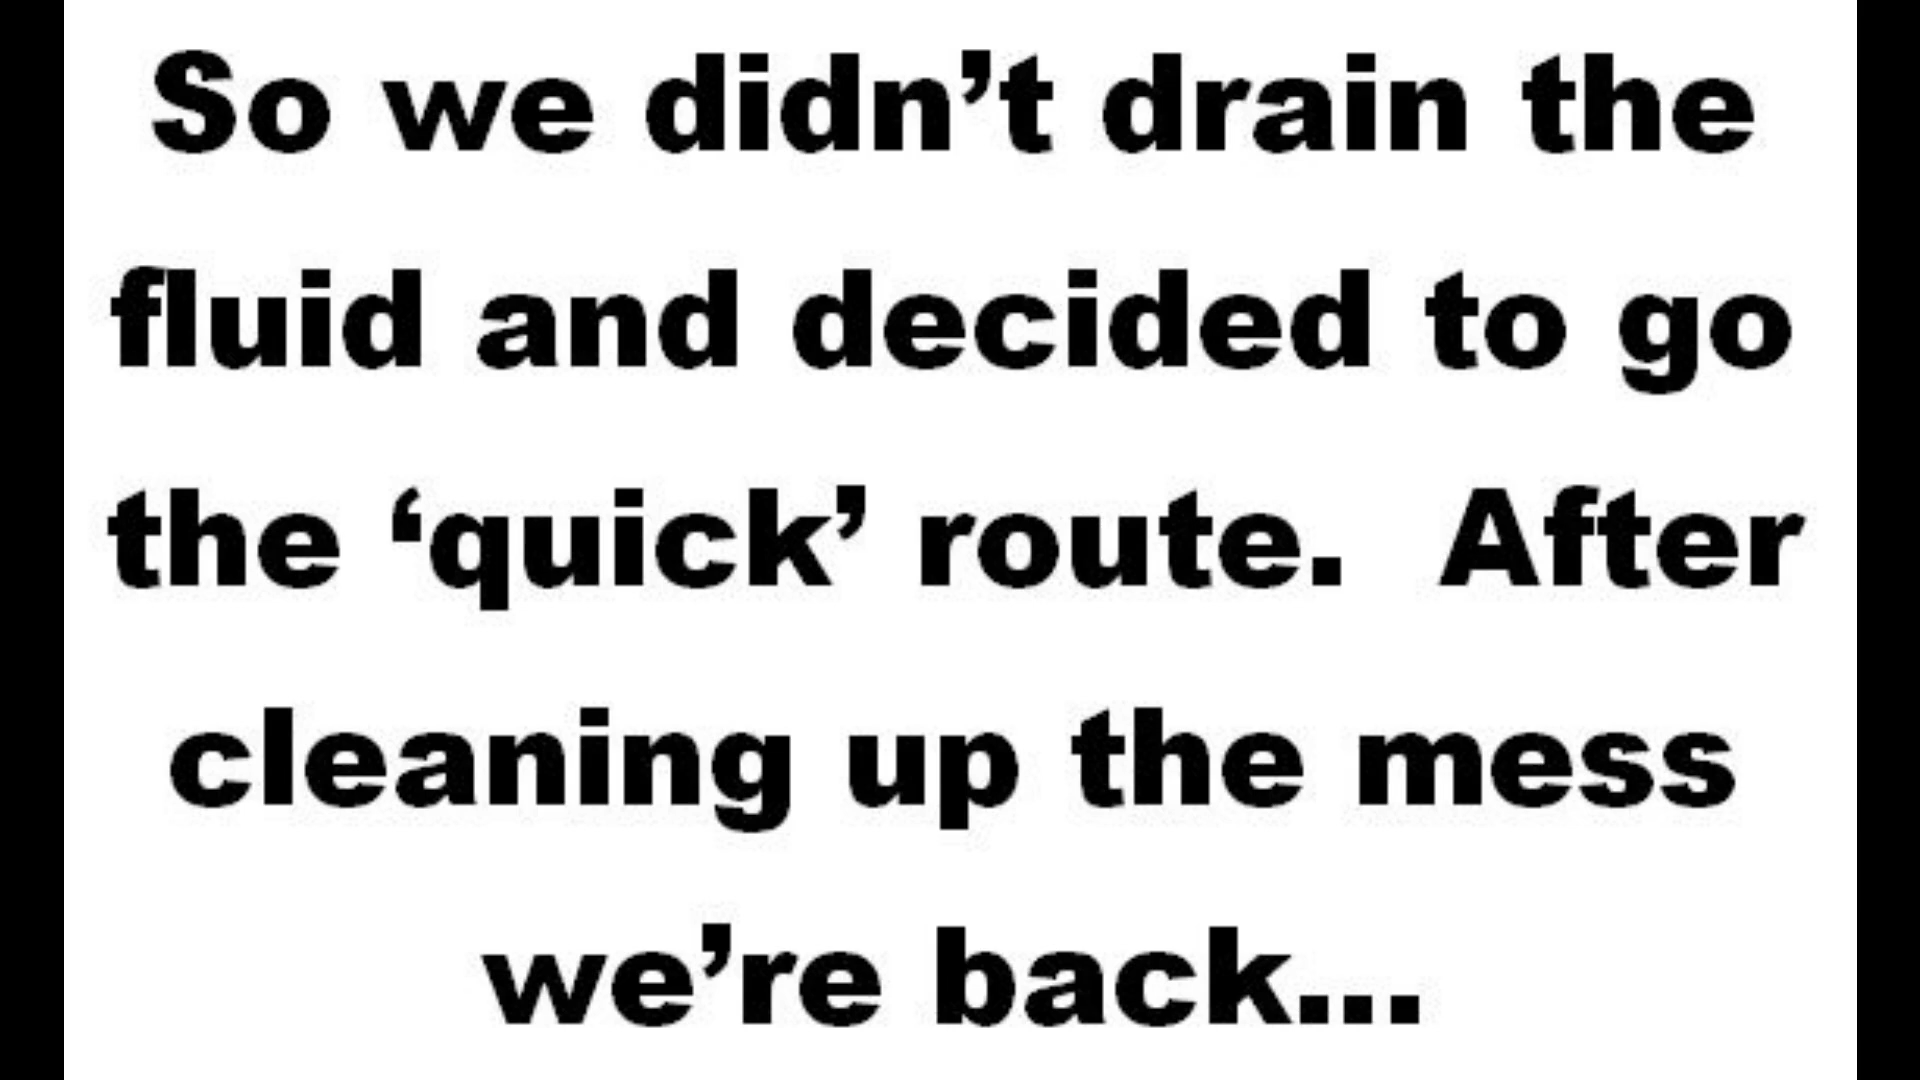 So we didn’t drain the
fluid and decided to go
the ‘quick’ route.  After
cleaning up the mess
we’re back...